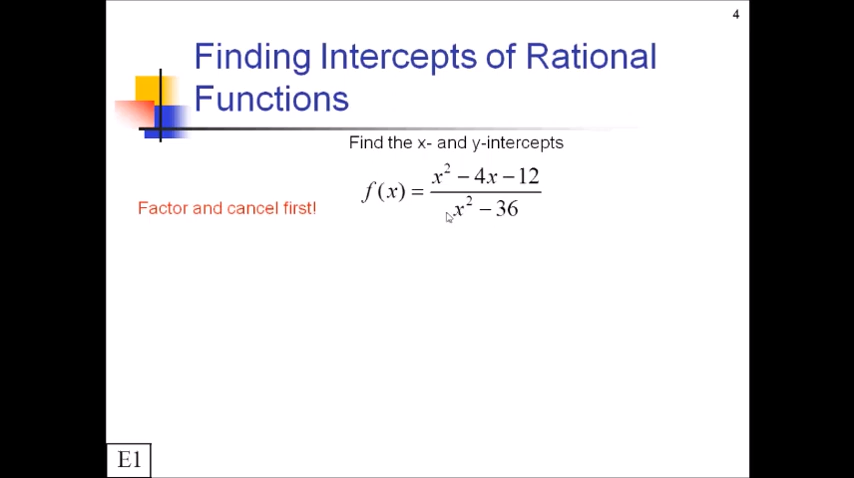 4
Finding Intercepts of Rational
Functions
Find the x- and y-intercepts
f(x) = (x² − 4x − 12)/(x² − 36)
Factor and cancel first!
E1